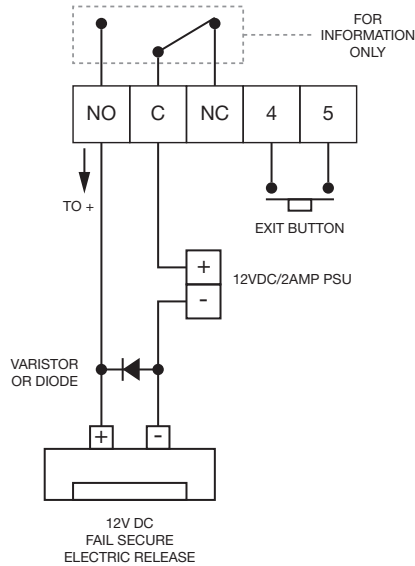 FOR
INFORMATION
ONLY
NO C NC 4 5
TO +
EXIT BUTTON
+
12VDC/2AMP PSU
-
VARISTOR
OR DIODE
+ -
12V DC
FAIL SECURE
ELECTRIC RELEASE